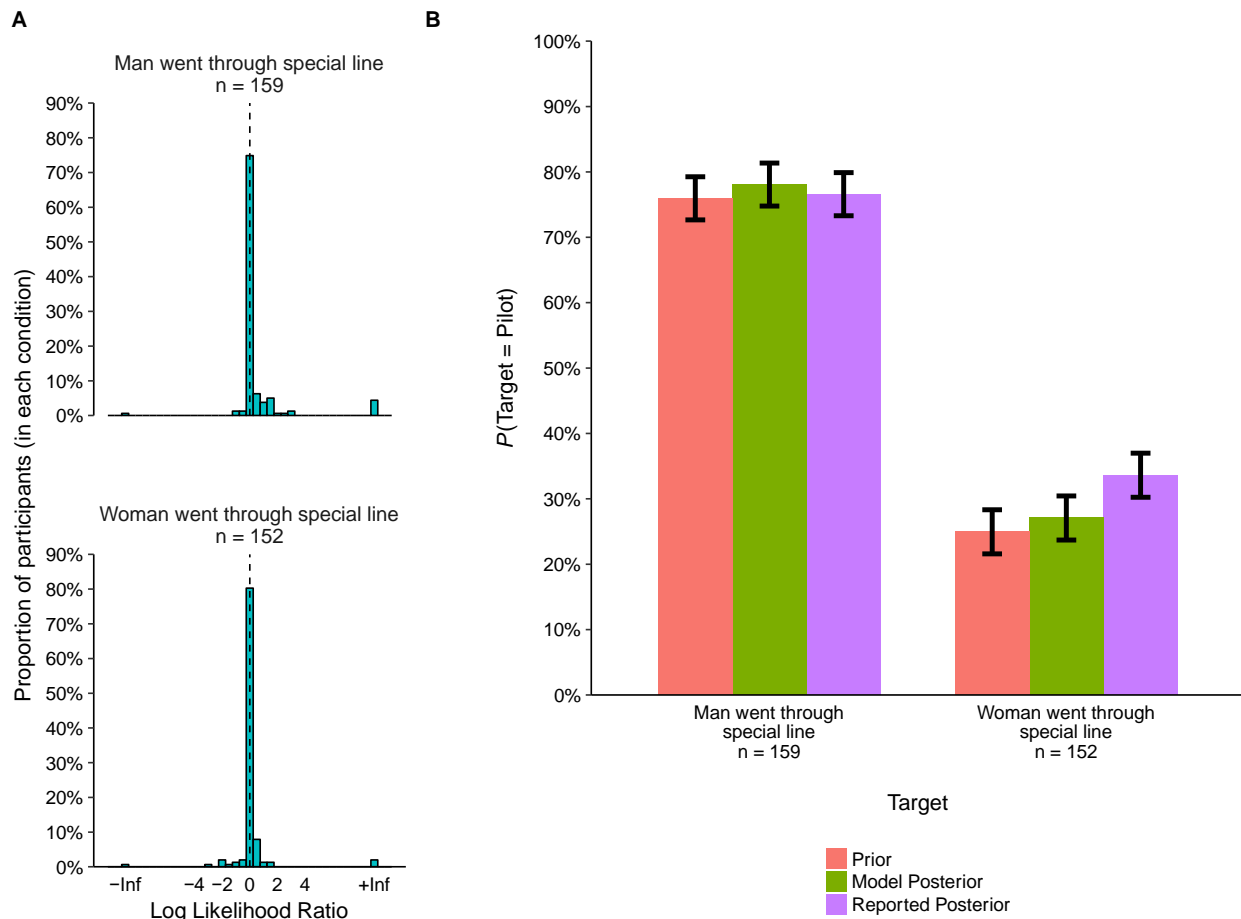 A
Man went through special line
n = 159
90%
80%
70%
60%
50%
40%
30%
20%
10%
0%
Woman went through special line
n = 152
90%
80%
70%
60%
50%
40%
30%
20%
10%
0%
−Inf −4 −2 0 2 4 +Inf
Log Likelihood Ratio
Proportion of participants (in each condition)
B
100%
90%
80%
70%
60%
50%
40%
30%
20%
10%
0%
P(Target = Pilot)
Man went through
special line
n = 159
Woman went through
special line
n = 152
Target
Prior
Model Posterior
Reported Posterior